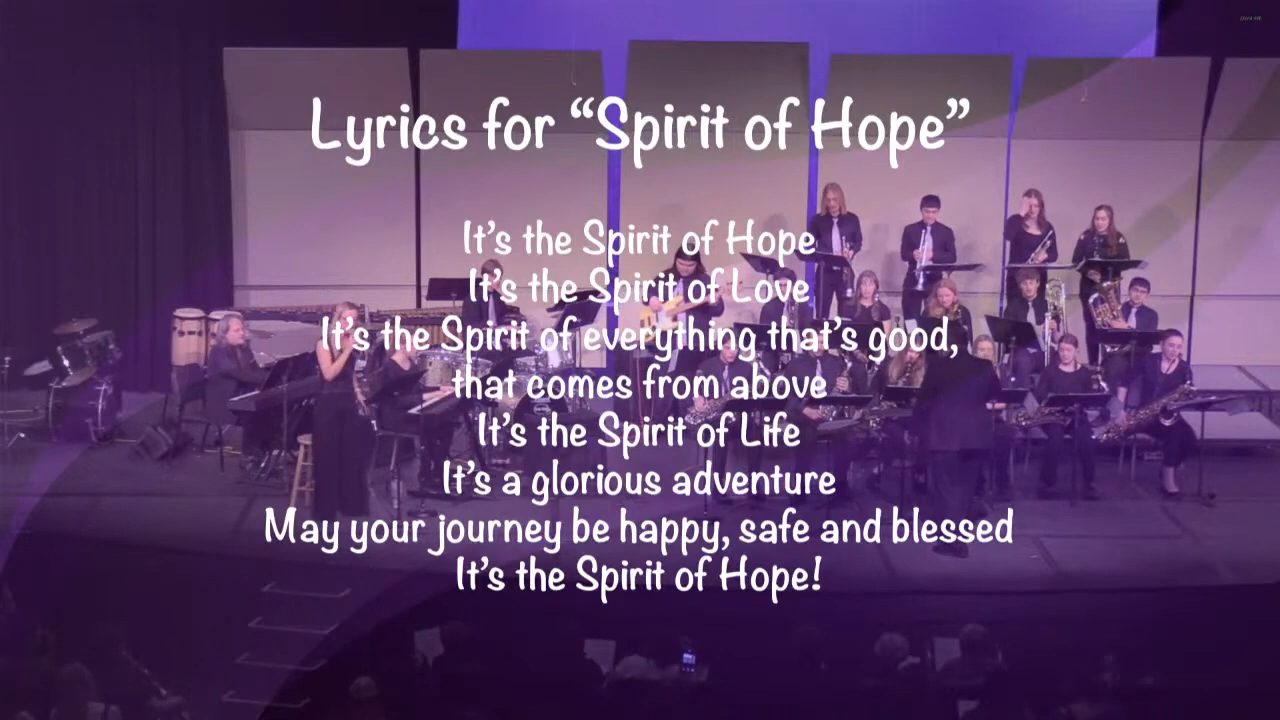 Lyrics for “Spirit of Hope”
It’s the Spirit of Hope
It’s the Spirit of Love
It’s the Spirit of everything that’s good,
that comes from above
It’s the Spirit of Life
It’s a glorious adventure
May your journey be happy, safe and blessed
It’s the Spirit of Hope!